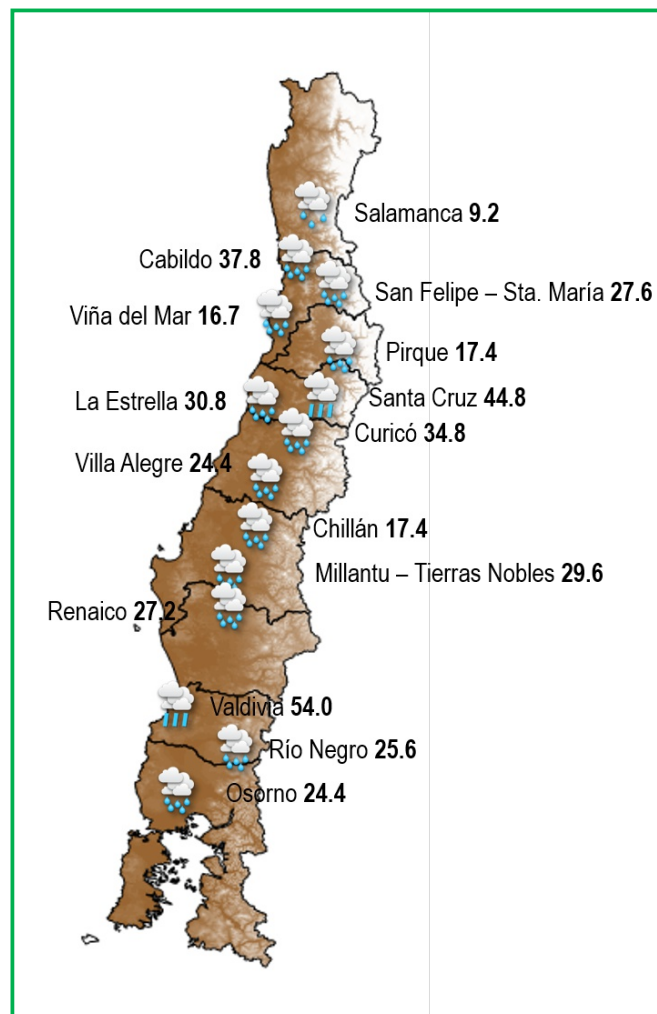 Salamanca 9.2
Cabildo 37.8
San Felipe – Sta. María 27.6
Viña del Mar 16.7
Pirque 17.4
La Estrella 30.8
Santa Cruz 44.8
Curicó 34.8
Villa Alegre 24.4
Chillán 17.4
Millantu – Tierras Nobles 29.6
Renaico 27.2
Valdivia 54.0
Río Negro 25.6
Osorno 24.4